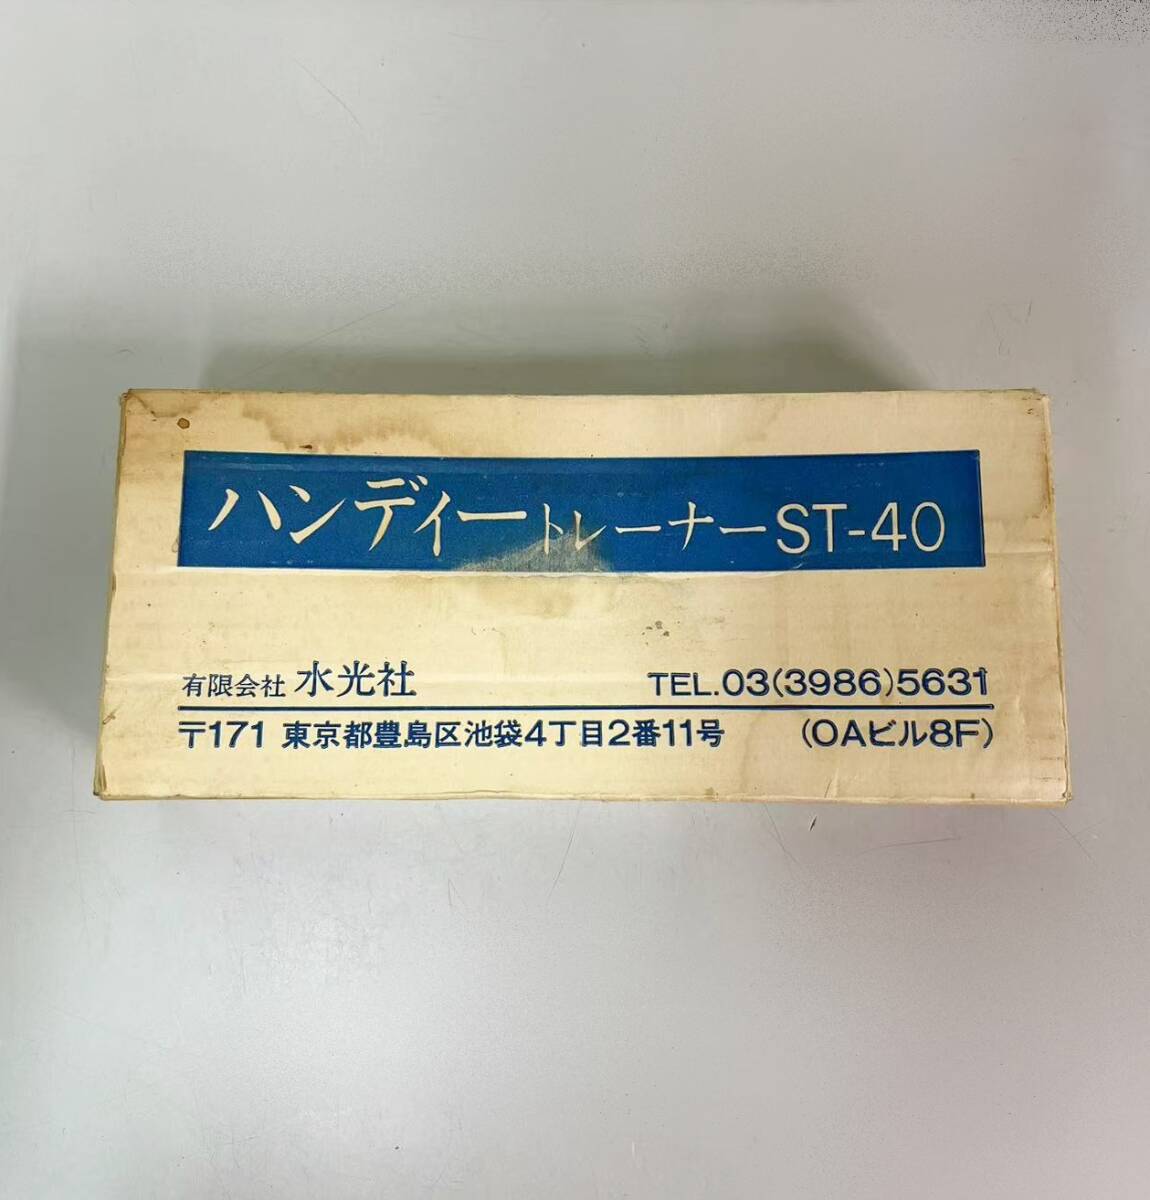 ハンディートレーナーST-40
有限会社 水光社 TEL.03(3986)5631
〒171 東京都豊島区池袋4丁目2番11号 (OAビル8F)